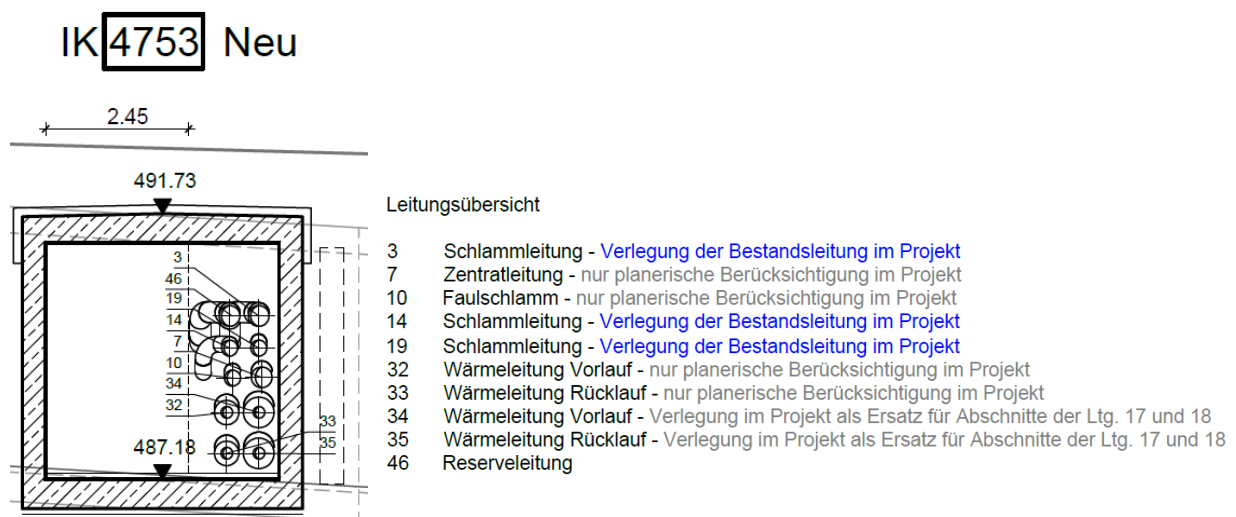 IK 4753 Neu
2.45
491.73
3
46
19
14
7
10
34
32
33
35
487.18
Leitungsübersicht
3 Schlammleitung - Verlegung der Bestandsleitung im Projekt
7 Zentratleitung - nur planerische Berücksichtigung im Projekt
10 Faulschlamm - nur planerische Berücksichtigung im Projekt
14 Schlammleitung - Verlegung der Bestandsleitung im Projekt
19 Schlammleitung - Verlegung der Bestandsleitung im Projekt
32 Wärmeleitung Vorlauf - nur planerische Berücksichtigung im Projekt
33 Wärmeleitung Rücklauf - nur planerische Berücksichtigung im Projekt
34 Wärmeleitung Vorlauf - Verlegung im Projekt als Ersatz für Abschnitte der Ltg. 17 und 18
35 Wärmeleitung Rücklauf - Verlegung im Projekt als Ersatz für Abschnitte der Ltg. 17 und 18
46 Reserveleitung